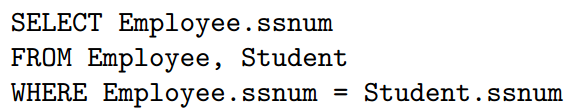 SELECT Employee.ssnum
FROM Employee, Student
WHERE Employee.ssnum = Student.ssnum